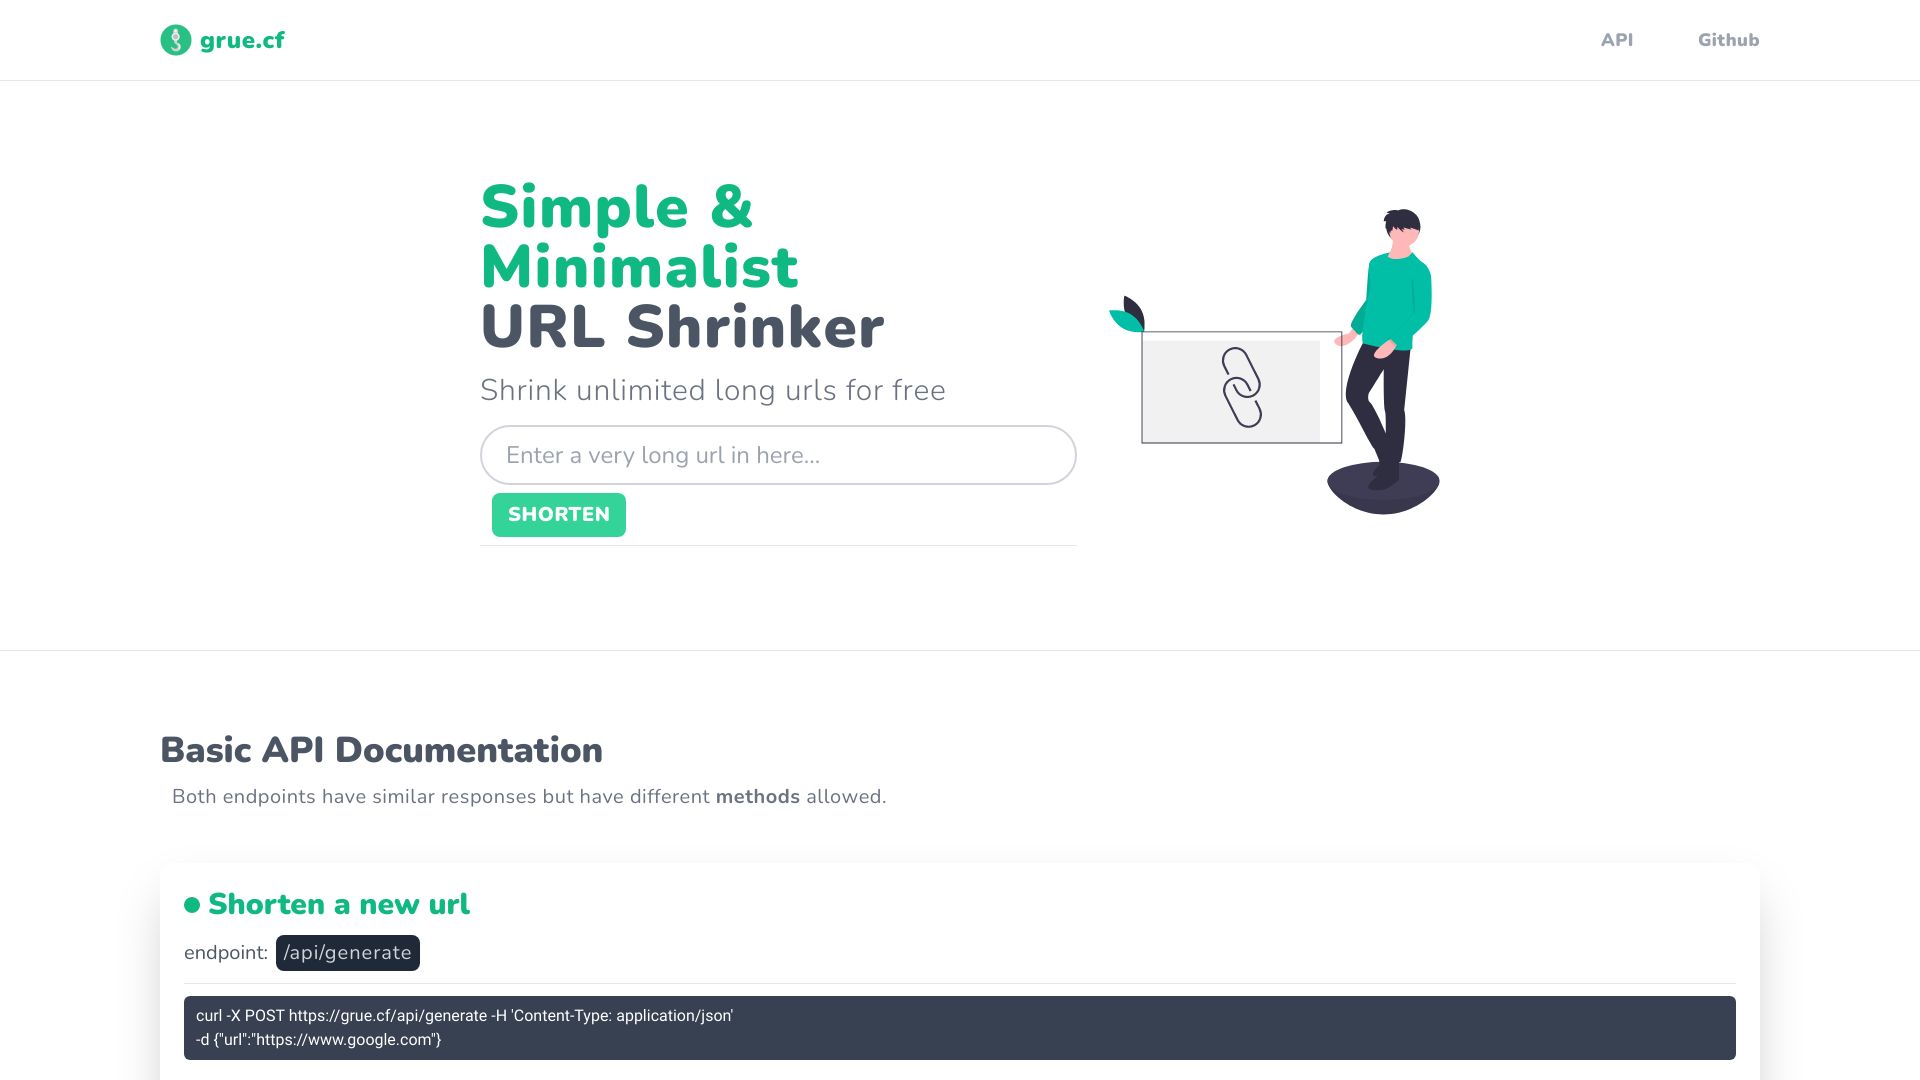 grue.cf
API
Github
Simple &
Minimalist
URL Shrinker
Shrink unlimited long urls for free
Enter a very long url in here...
SHORTEN
Basic API Documentation
Both endpoints have similar responses but have different methods allowed.
Shorten a new url
endpoint: /api/generate
curl -X POST https://grue.cf/api/generate -H 'Content-Type: application/json'
-d {"url":"https://www.google.com"}